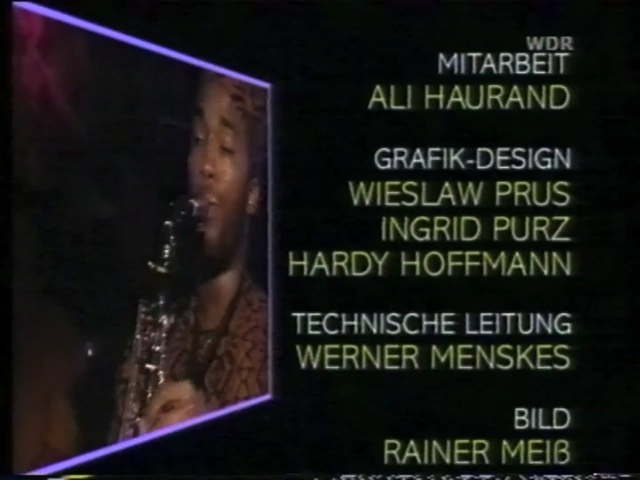 WDR
MITARBEIT
ALI HAURAND
GRAFIK-DESIGN
WIESLAW PRUS
INGRID PURZ
HARDY HOFFMANN
TECHNISCHE LEITUNG
WERNER MENSKES
BILD
RAINER MEIß